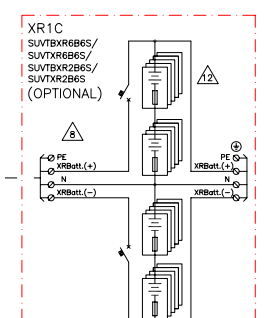 XR1C
SUVTBXR6B6S/
SUVTXR6B6S/
SUVTBXR2B6S/
SUVTXR2B6S
(OPTIONAL)
12
8
PE
PE
XRBatt.(+)
XRBatt.(+)
N
N
XRBatt.(−)
XRBatt.(−)